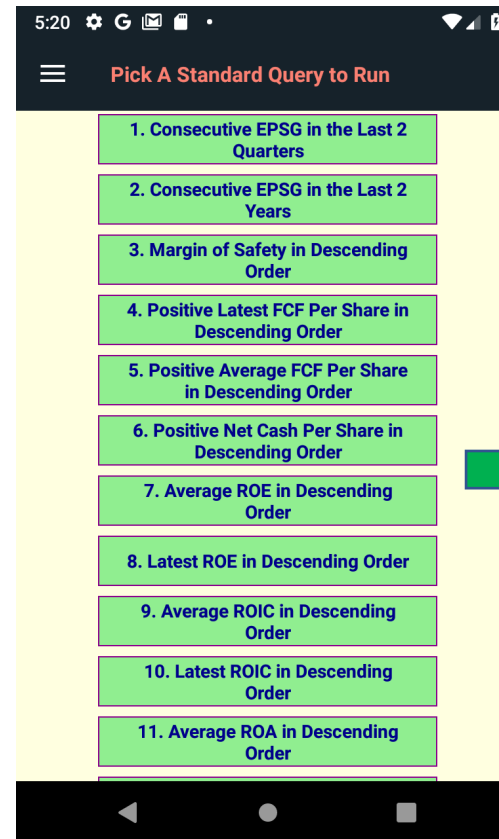 5:20
Pick A Standard Query to Run
1. Consecutive EPSG in the Last 2
Quarters
2. Consecutive EPSG in the Last 2
Years
3. Margin of Safety in Descending
Order
4. Positive Latest FCF Per Share in
Descending Order
5. Positive Average FCF Per Share
in Descending Order
6. Positive Net Cash Per Share in
Descending Order
7. Average ROE in Descending
Order
8. Latest ROE in Descending Order
9. Average ROIC in Descending
Order
10. Latest ROIC in Descending
Order
11. Average ROA in Descending
Order